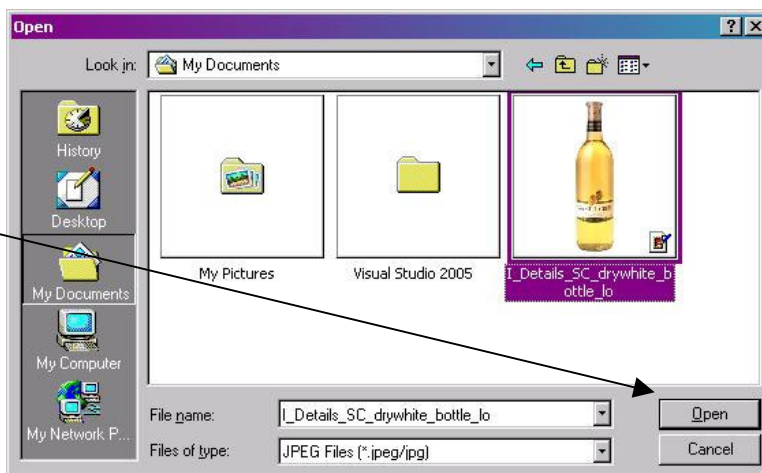 Open
Look in:
My Documents
History
Desktop
My Documents
My Computer
My Network P...
My Pictures
Visual Studio 2005
I_Details_SC_drywhite_b
ottle_lo
File name:
I_Details_SC_drywhite_bottle_lo
Open
Files of type:
JPEG Files (*.jpeg/jpg)
Cancel